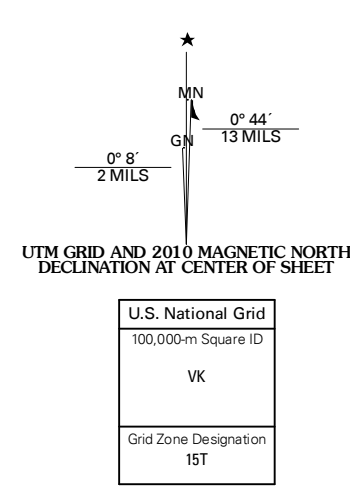 ★
MN
0° 44´
13 MILS
GN
0° 8´
2 MILS
UTM GRID AND 2010 MAGNETIC NORTH
DECLINATION AT CENTER OF SHEET
U.S. National Grid
100,000-m Square ID
VK
Grid Zone Designation
15T